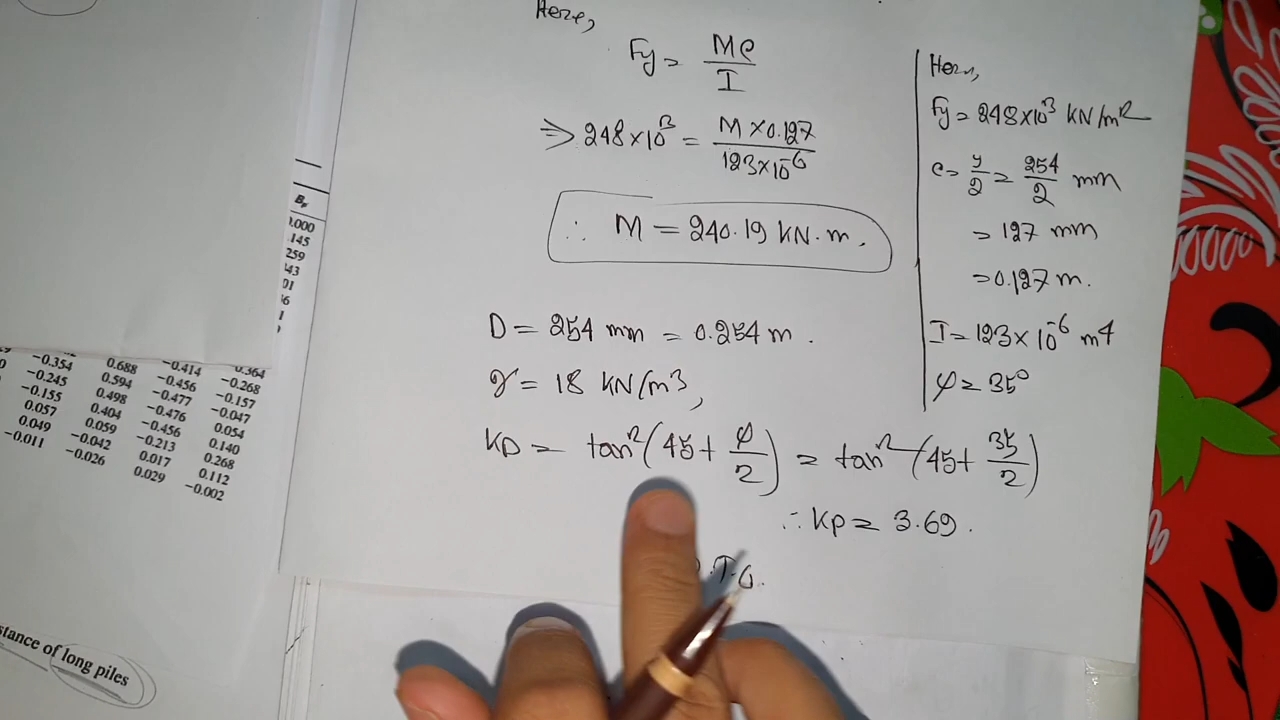 Here,
Fy = Mc / I
⇒ 248×10³ = M×0.127 / 123×10⁻⁶
∴ M = 240.19 KN.m.
D = 254 mm = 0.254 m.
γ = 18 KN/m³,
Kp = tan²(45+φ/2) = tan²(45+35/2)
∴ Kp = 3.69.
.T.O.
Here,
Fy = 248×10³ KN/m²
c = y/2 = 254/2 mm
= 127 mm
= 0.127 m.
I = 123×10⁻⁶ m4
φ = 35°
Bₚ
.145
259
−0.354 0.688 −0.414 0.364
−0.245 0.594 −0.456 −0.268
−0.155 0.498 −0.477 −0.157
0.057 0.404 −0.476 −0.047
0.049 0.059 −0.456 0.054
−0.011 −0.042 −0.213 0.140
−0.026 0.017 0.268
0.029 0.112
−0.002
stance of long piles